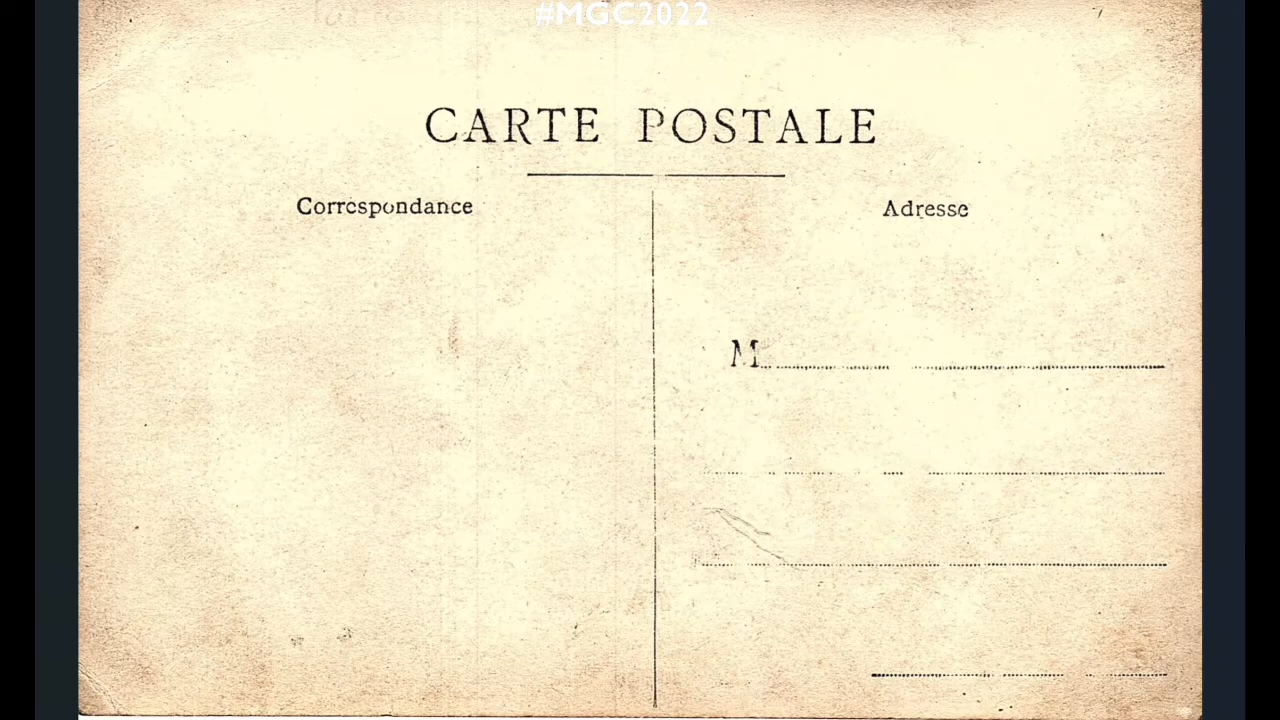 #MGC2022
CARTE POSTALE
Correspondance
Adresse
M